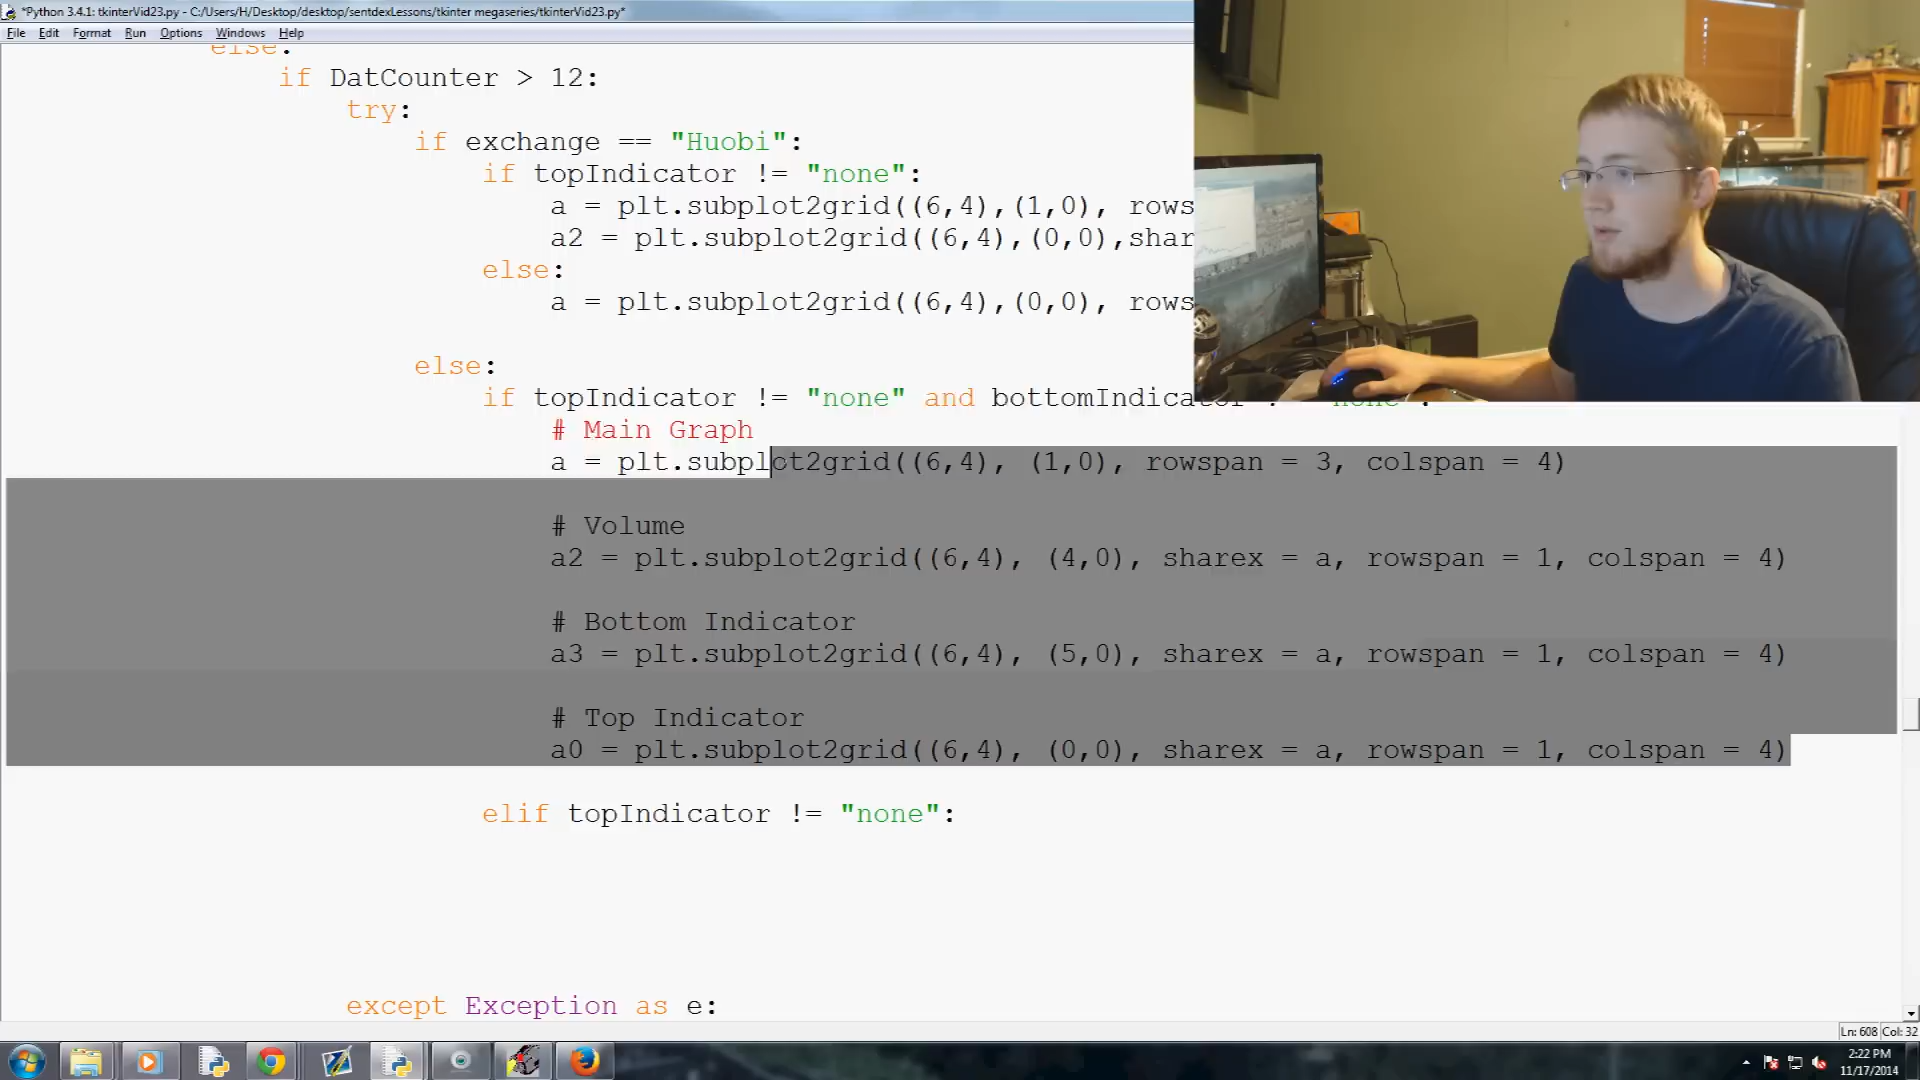 *Python 3.4.1: tkinterVid23.py - C:/Users/H/Desktop/desktop/sentdexLessons/tkinter megaseries/tkinterVid23.py*
File Edit Format Run Options Windows Help
else:
if DatCounter > 12:
try:
if exchange == "Huobi":
if topIndicator != "none":
a = plt.subplot2grid((6,4),(1,0), rows
a2 = plt.subplot2grid((6,4),(0,0),shar
else:
a = plt.subplot2grid((6,4),(0,0), rows
else:
if topIndicator != "none" and bottomIndicator != "none":
# Main Graph
a = plt.subplot2grid((6,4), (1,0), rowspan = 3, colspan = 4)
# Volume
a2 = plt.subplot2grid((6,4), (4,0), sharex = a, rowspan = 1, colspan = 4)
# Bottom Indicator
a3 = plt.subplot2grid((6,4), (5,0), sharex = a, rowspan = 1, colspan = 4)
# Top Indicator
a0 = plt.subplot2grid((6,4), (0,0), sharex = a, rowspan = 1, colspan = 4)
elif topIndicator != "none":
except Exception as e:
Ln: 608 Col: 32
2:22 PM
11/17/2014